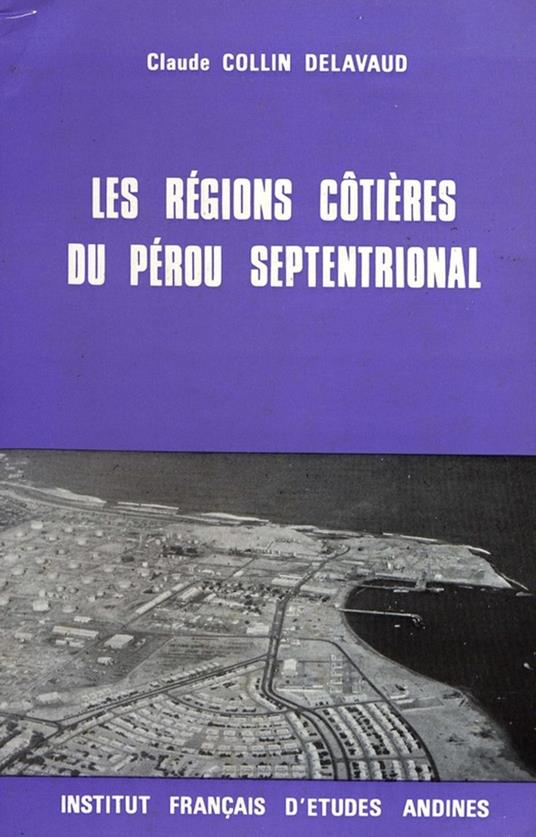 Claude COLLIN DELAVAUD
LES RÉGIONS CÔTIÈRES
DU PÉROU SEPTENTRIONAL
INSTITUT FRANÇAIS D'ETUDES ANDINES